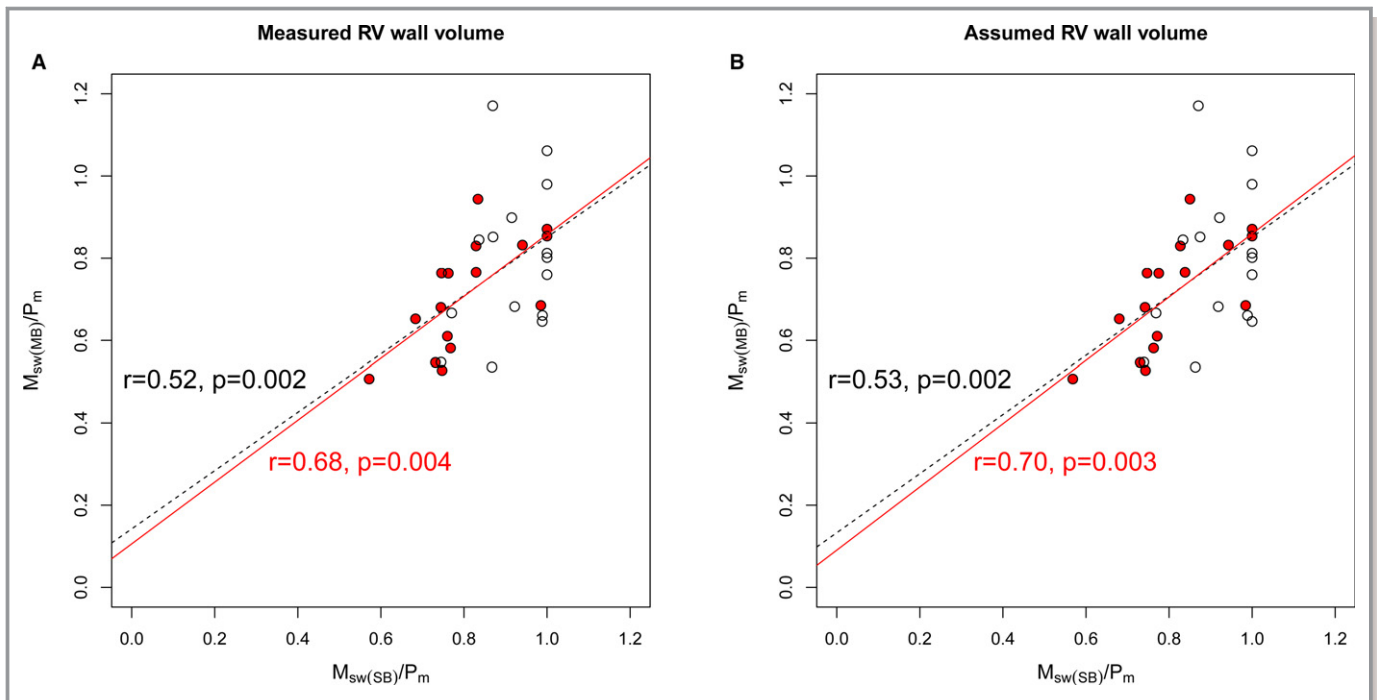 Measured RV wall volume
A
1.2
1.0
0.8
0.6
0.4
0.2
0.0
Msw(MB)/Pm
r=0.52, p=0.002
r=0.68, p=0.004
0.0 0.2 0.4 0.6 0.8 1.0 1.2
Msw(SB)/Pm
Assumed RV wall volume
B
1.2
1.0
0.8
0.6
0.4
0.2
0.0
Msw(MB)/Pm
r=0.53, p=0.002
r=0.70, p=0.003
0.0 0.2 0.4 0.6 0.8 1.0 1.2
Msw(SB)/Pm